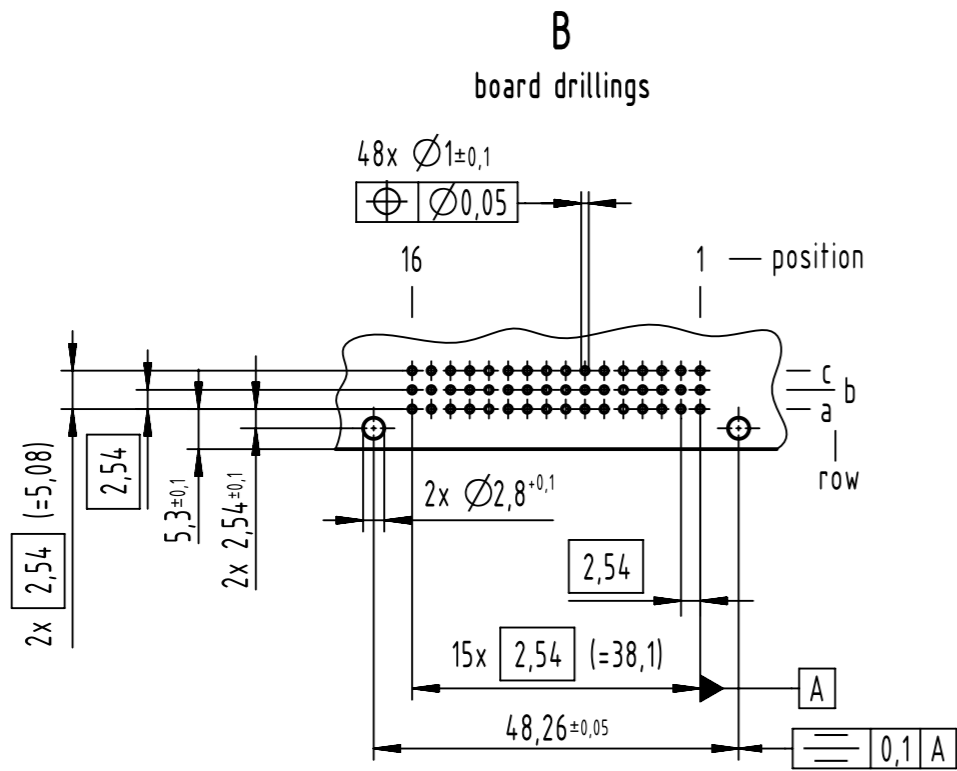 B
board drillings
48x ∅1±0,1
⌖ ∅0,05
16
1 — position
c
b
a
row
2x 2,54 (=5,08)
2,54
5,3±0,1
2x 2,54±0,1
2x ∅2,8+0,1
2,54
15x 2,54 (=38,1)
A
48,26±0,05
⌯ 0,1 A